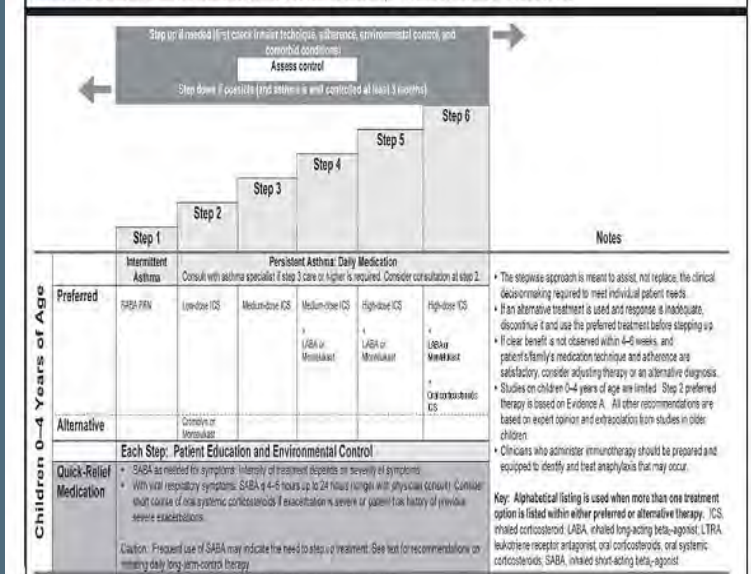 Step up if needed (first check inhaler technique, adherence, environmental control, and
comorbid conditions)
Assess control
Step down if possible (and asthma is well controlled at least 3 months)
Step 6
Step 5
Step 4
Step 3
Step 2
Step 1
Notes
Children 0–4 Years of Age
Intermittent
Asthma
Persistent Asthma: Daily Medication
Consult with asthma specialist if step 3 care or higher is required. Consider consultation at step 2.
Preferred
SABA PRN
Low-dose ICS
Medium-dose ICS
Medium-dose ICS
+
LABA or
Montelukast
High-dose ICS
+
LABA or
Montelukast
High-dose ICS
+
LABA or
Montelukast
+
Oral corticosteroids
ICS
Alternative
Cromolyn or
Montelukast
Each Step: Patient Education and Environmental Control
Quick-Relief
Medication
• SABA as needed for symptoms. Intensity of treatment depends on severity of symptoms.
• With viral respiratory symptoms: SABA q 4–6 hours up to 24 hours (longer with physician consult). Consider
short course of oral systemic corticosteroids if exacerbation is severe or patient has history of previous
severe exacerbations.
Caution: Frequent use of SABA may indicate the need to step up treatment. See text for recommendations on
initiating daily long-term-control therapy.
• The stepwise approach is meant to assist, not replace, the clinical
decisionmaking required to meet individual patient needs.
• If an alternative treatment is used and response is inadequate,
discontinue it and use the preferred treatment before stepping up.
• If clear benefit is not observed within 4–6 weeks, and
patient's/family's medication technique and adherence are
satisfactory, consider adjusting therapy or an alternative diagnosis.
• Studies on children 0–4 years of age are limited. Step 2 preferred
therapy is based on Evidence A. All other recommendations are
based on expert opinion and extrapolation from studies in older
children.
• Clinicians who administer immunotherapy should be prepared and
equipped to identify and treat anaphylaxis that may occur.
Key: Alphabetical listing is used when more than one treatment
option is listed within either preferred or alternative therapy. ICS,
inhaled corticosteroid; LABA, inhaled long-acting beta₂-agonist; LTRA,
leukotriene receptor antagonist; oral corticosteroids, oral systemic
corticosteroids; SABA, inhaled short-acting beta₂-agonist